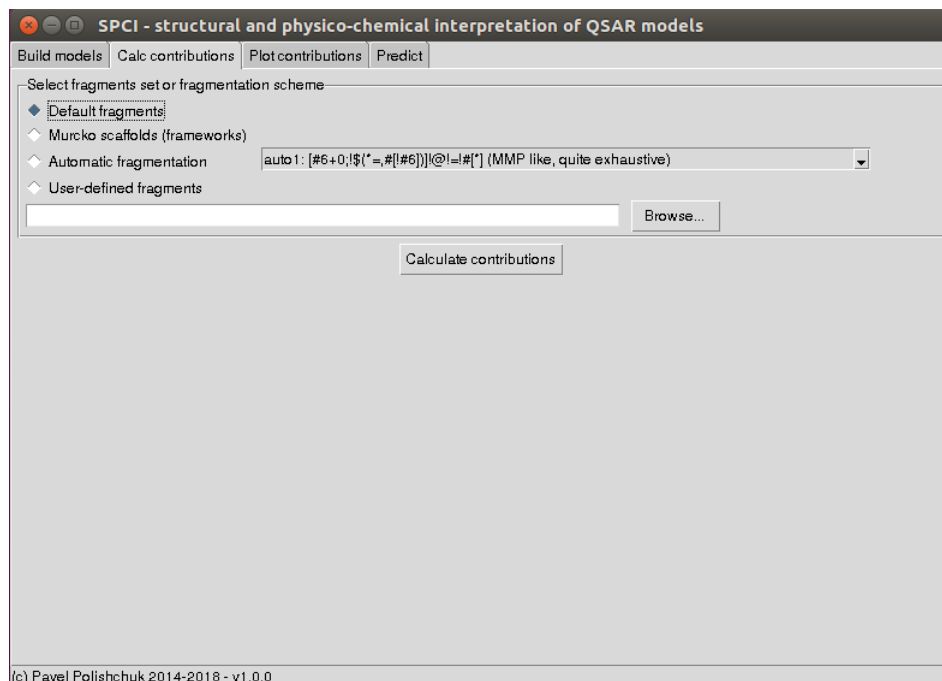 SPCI - structural and physico-chemical interpretation of QSAR models
Build models Calc contributions Plot contributions Predict
Select fragments set or fragmentation scheme
Default fragments
Murcko scaffolds (frameworks)
Automatic fragmentation auto1: [#6+0;!$(*=,#[!#6])]!@!=!#[*] (MMP like, quite exhaustive)
User-defined fragments
Browse...
Calculate contributions
(c) Pavel Polishchuk 2014-2018 - v1.0.0